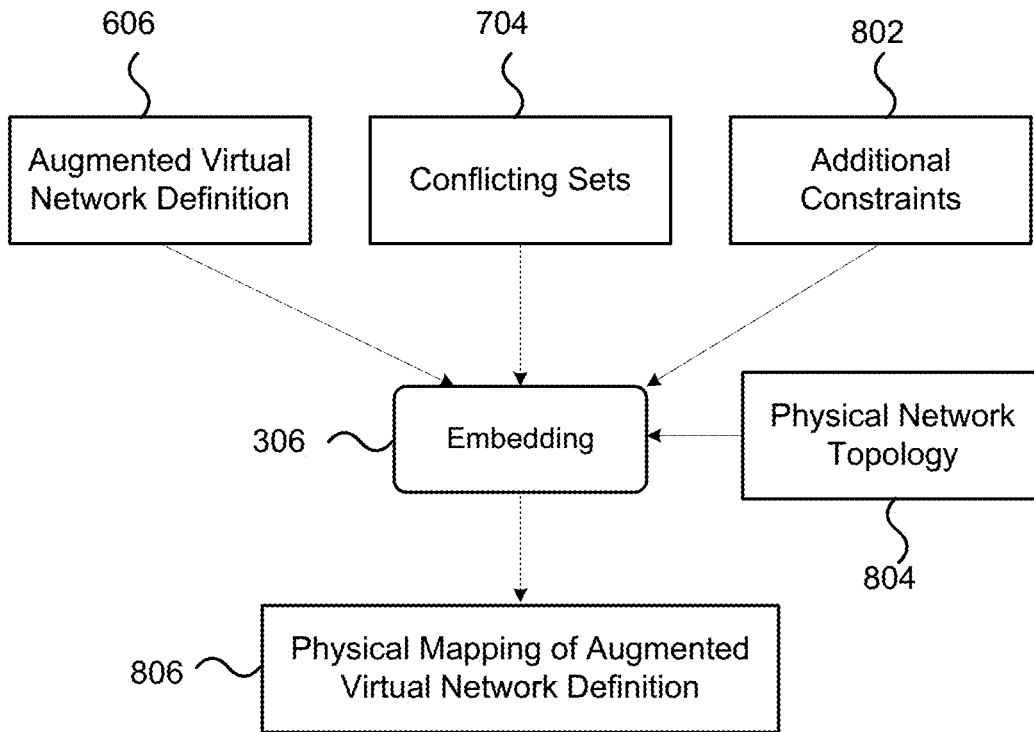 606
704
802
Augmented Virtual
Network Definition
Conflicting Sets
Additional
Constraints
306
Embedding
Physical Network
Topology
804
806
Physical Mapping of Augmented
Virtual Network Definition